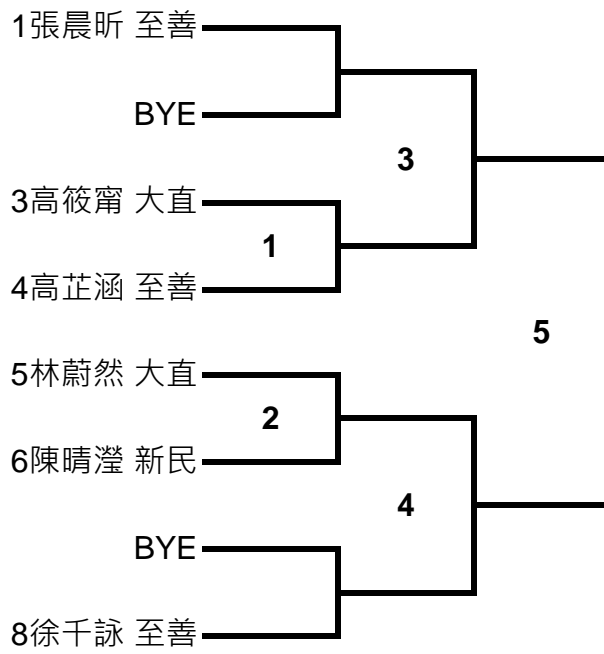 1張晨昕 至善
BYE
3
3高筱甯 大直
1
4高芷涵 至善
5
5林蔚然 大直
2
6陳晴瀅 新民
4
BYE
8徐千詠 至善